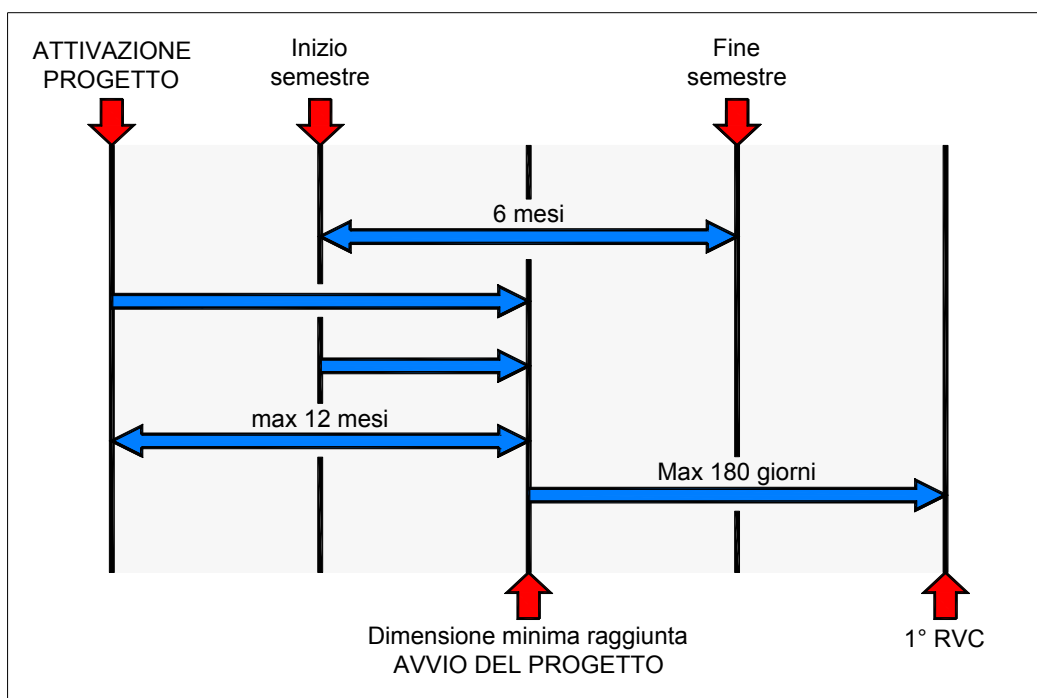 ATTIVAZIONE
PROGETTO
Inizio
semestre
Fine
semestre
6 mesi
max 12 mesi
Max 180 giorni
Dimensione minima raggiunta
AVVIO DEL PROGETTO
1° RVC